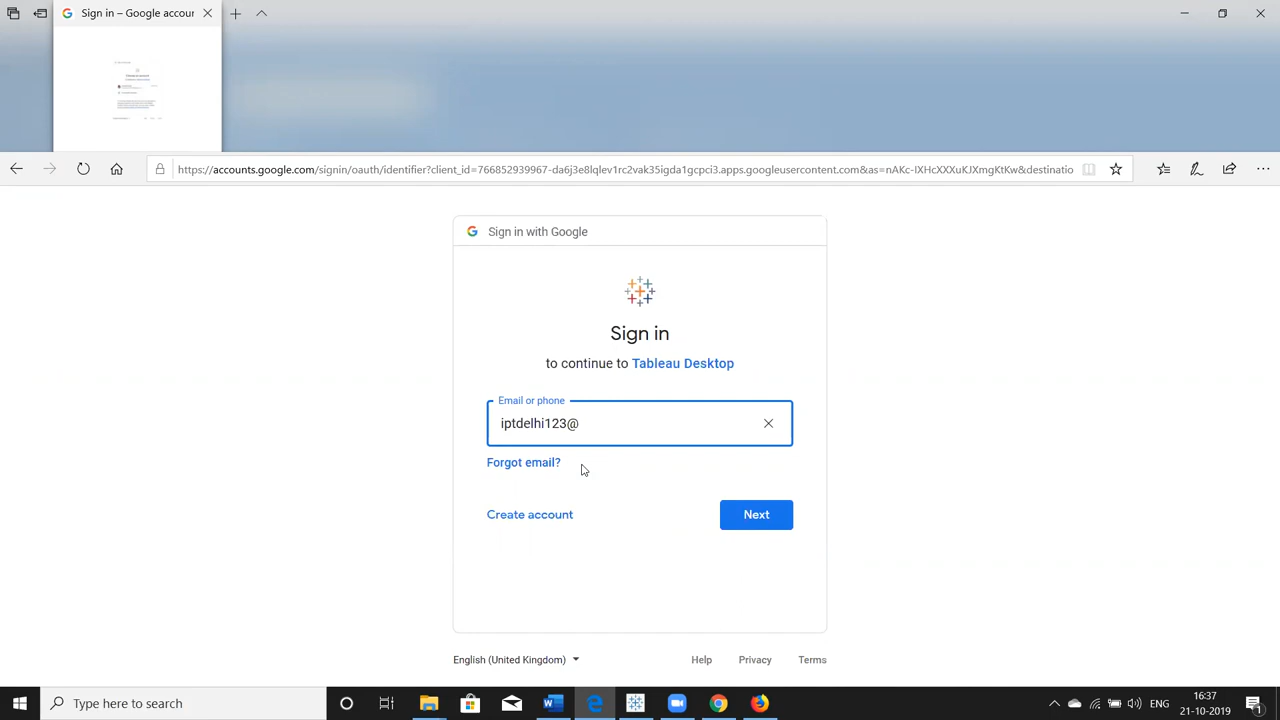 Sign in – Google accour
https://accounts.google.com/signin/oauth/identifier?client_id=766852939967-da6j3e8lqlev1rc2vak35igda1gcpci3.apps.googleusercontent.com&as=nAKc-IXHcXXXuKJXmgKtKw&destinatio
Sign in with Google
Sign in
to continue to Tableau Desktop
Email or phone
iptdelhi123@
Forgot email?
Create account
Next
English (United Kingdom)
Help
Privacy
Terms
Type here to search
ENG
16:37
21-10-2019